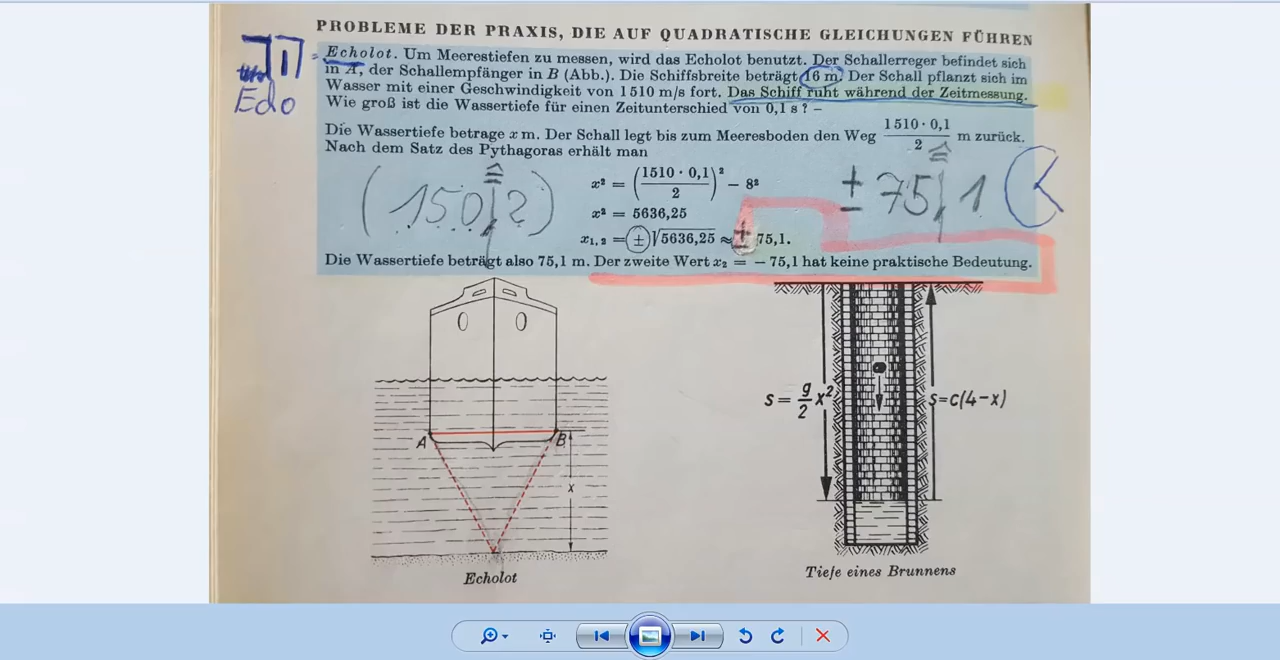 PROBLEME DER PRAXIS, DIE AUF QUADRATISCHE GLEICHUNGEN FÜHREN
Echolot. Um Meerestiefen zu messen, wird das Echolot benutzt. Der Schallerreger befindet sich
in A, der Schallempfänger in B (Abb.). Die Schiffsbreite beträgt 16 m. Der Schall pflanzt sich im
Wasser mit einer Geschwindigkeit von 1510 m/s fort. Das Schiff ruht während der Zeitmessung.
Wie groß ist die Wassertiefe für einen Zeitunterschied von 0,1 s? –
Die Wassertiefe betrage x m. Der Schall legt bis zum Meeresboden den Weg 1510 · 0,1 / 2 m zurück.
Nach dem Satz des Pythagoras erhält man
x² = (1510 · 0,1 / 2)² – 8²
(150,2)
± 75,1
x² = 5636,25
x1,2 = ± √5636,25 ≈ ± 75,1.
Die Wassertiefe beträgt also 75,1 m. Der zweite Wert x2 = – 75,1 hat keine praktische Bedeutung.
s = g/2 x²
s=c(4–x)
A
B
x
Echolot
Tiefe eines Brunnens